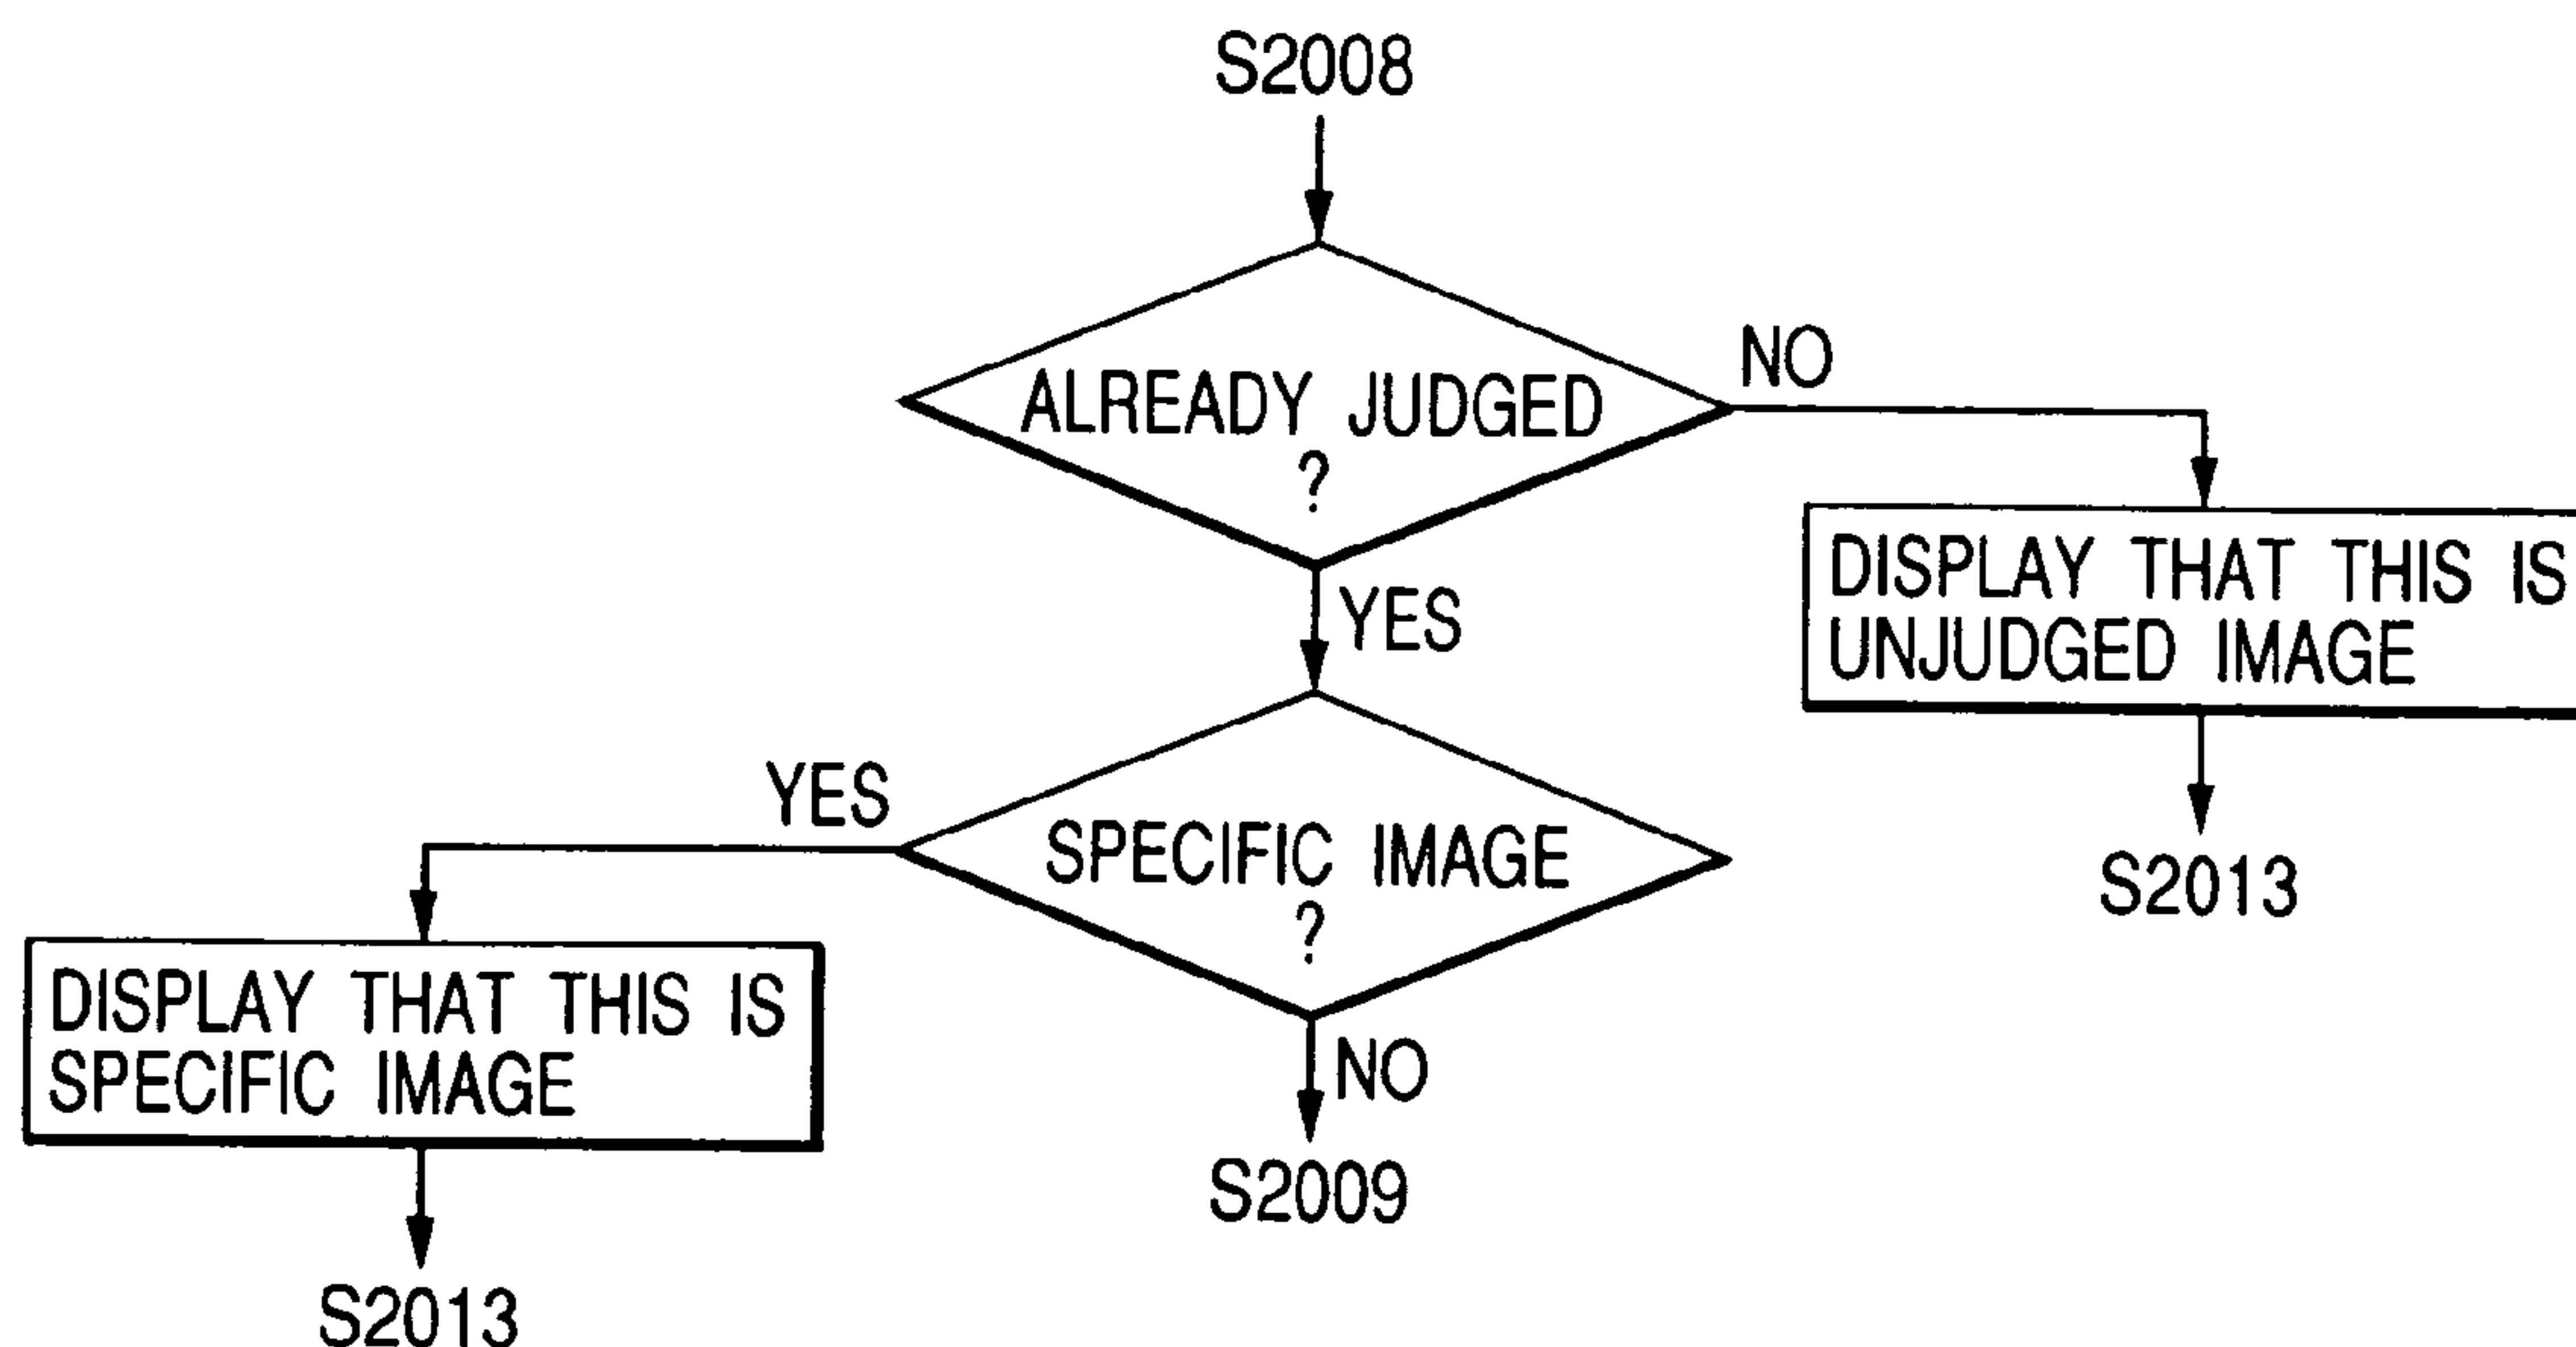 S2008
ALREADY JUDGED
?
NO
DISPLAY THAT THIS IS
UNJUDGED IMAGE
S2013
YES
SPECIFIC IMAGE
?
YES
DISPLAY THAT THIS IS
SPECIFIC IMAGE
S2013
NO
S2009